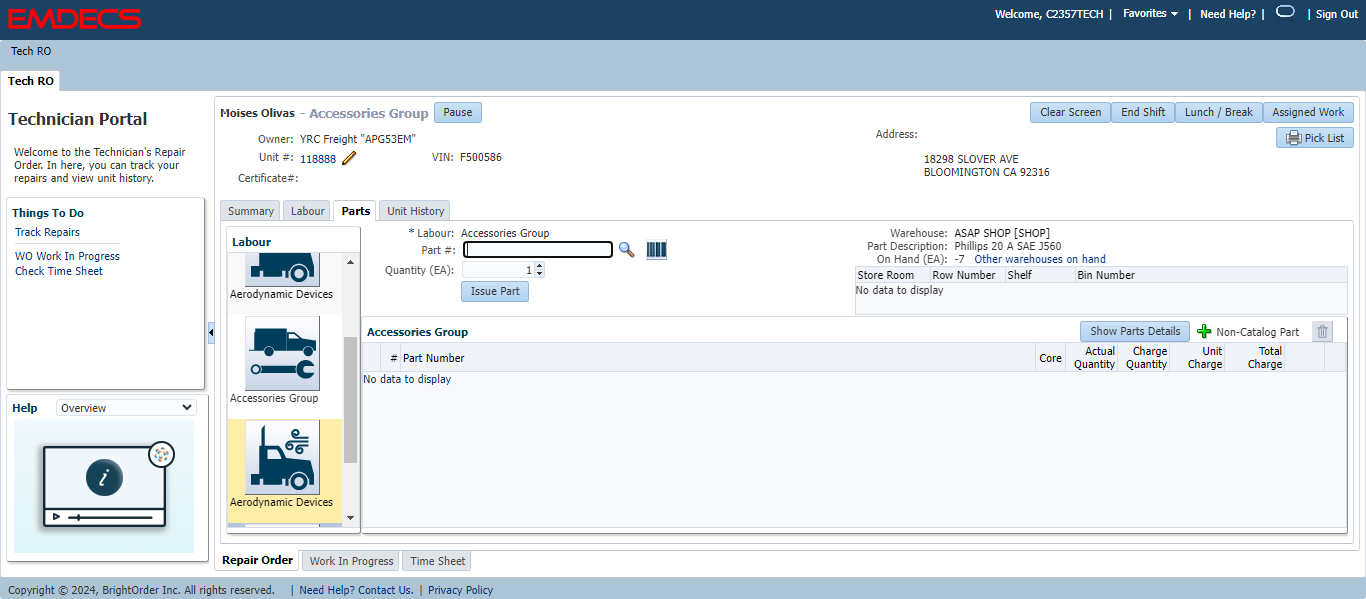 EMDECS
Welcome, C2357TECH | Favorites | Need Help? | | Sign Out
Tech RO
Tech RO
Technician Portal
Welcome to the Technician's Repair
Order. In here, you can track your
repairs and view unit history.
Things To Do
Track Repairs
WO Work In Progress
Check Time Sheet
Help Overview
i
Moises Olivas - Accessories Group Pause
Clear Screen End Shift Lunch / Break Assigned Work
Pick List
Owner: YRC Freight "APG53EM"
Unit #: 118888 VIN: F500586
Certificate#:
Address:
18298 SLOVER AVE
BLOOMINGTON CA 92316
Summary Labour Parts Unit History
Labour
Aerodynamic Devices
Accessories Group
Aerodynamic Devices
* Labour: Accessories Group
Part #:
Quantity (EA): 1
Issue Part
Warehouse: ASAP SHOP [SHOP]
Part Description: Phillips 20 A SAE J560
On Hand (EA): -7 Other warehouses on hand
Store Room Row Number Shelf Bin Number
No data to display
Accessories Group Show Parts Details Non-Catalog Part
# Part Number Core Actual Quantity Charge Quantity Unit Charge Total Charge
No data to display
Repair Order Work In Progress Time Sheet
Copyright © 2024, BrightOrder Inc. All rights reserved. | Need Help? Contact Us. | Privacy Policy